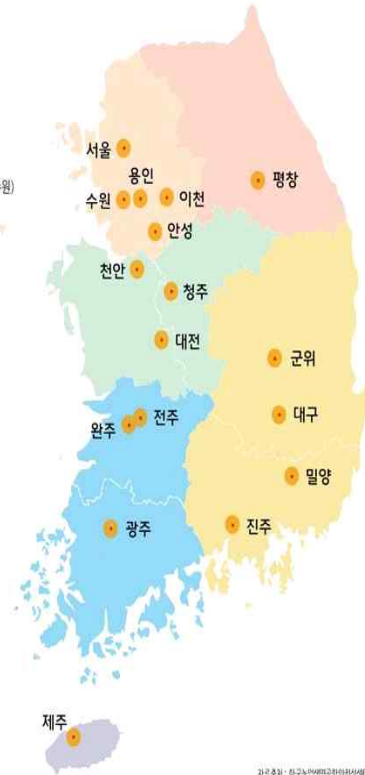 서울
용인
평창
수원
이천
안성
천안
청주
대전
군위
전주
대구
완주
밀양
광주
진주
제주